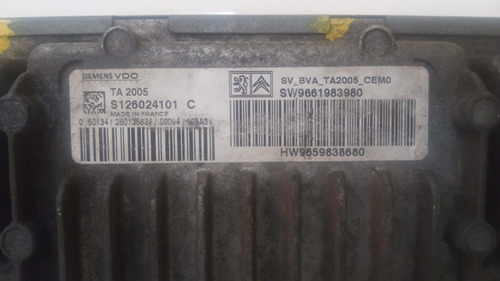 SIEMENS VDO
TA 2005
S126024101 C
MADE IN FRANCE
SV_BVA_TA2005_CEM0
SW9661983980
HW9659838680